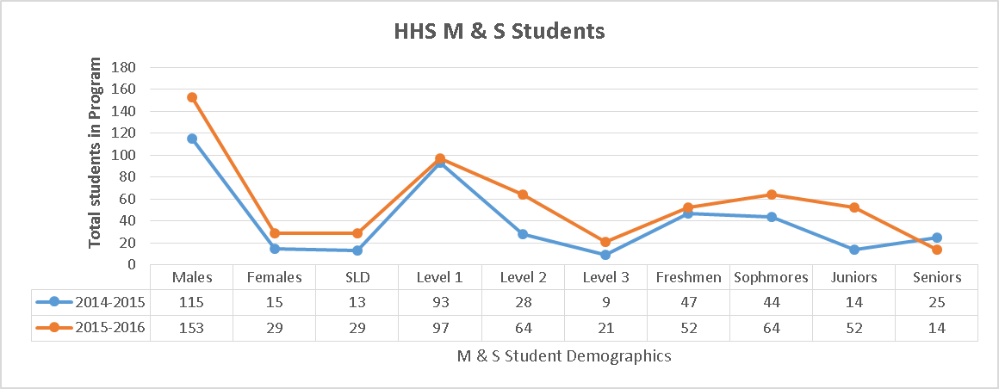 HHS M & S Students
Total students in Program
180
160
140
120
100
80
60
40
20
0
Males Females SLD Level 1 Level 2 Level 3 Freshmen Sophmores Juniors Seniors
2014-2015 115 15 13 93 28 9 47 44 14 25
2015-2016 153 29 29 97 64 21 52 64 52 14
M & S Student Demographics